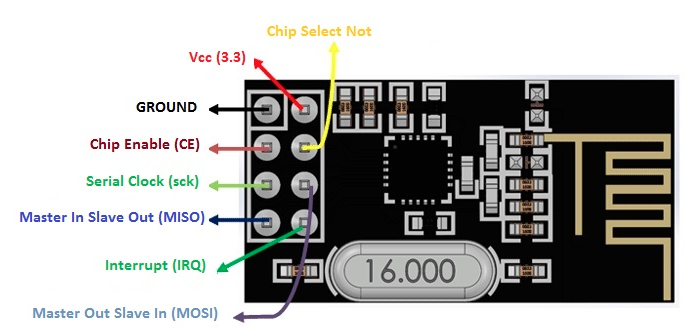 Chip Select Not
Vcc (3.3)
GROUND
Chip Enable (CE)
Serial Clock (sck)
Master In Slave Out (MISO)
Interrupt (IRQ)
Master Out Slave In (MOSI)
16.000